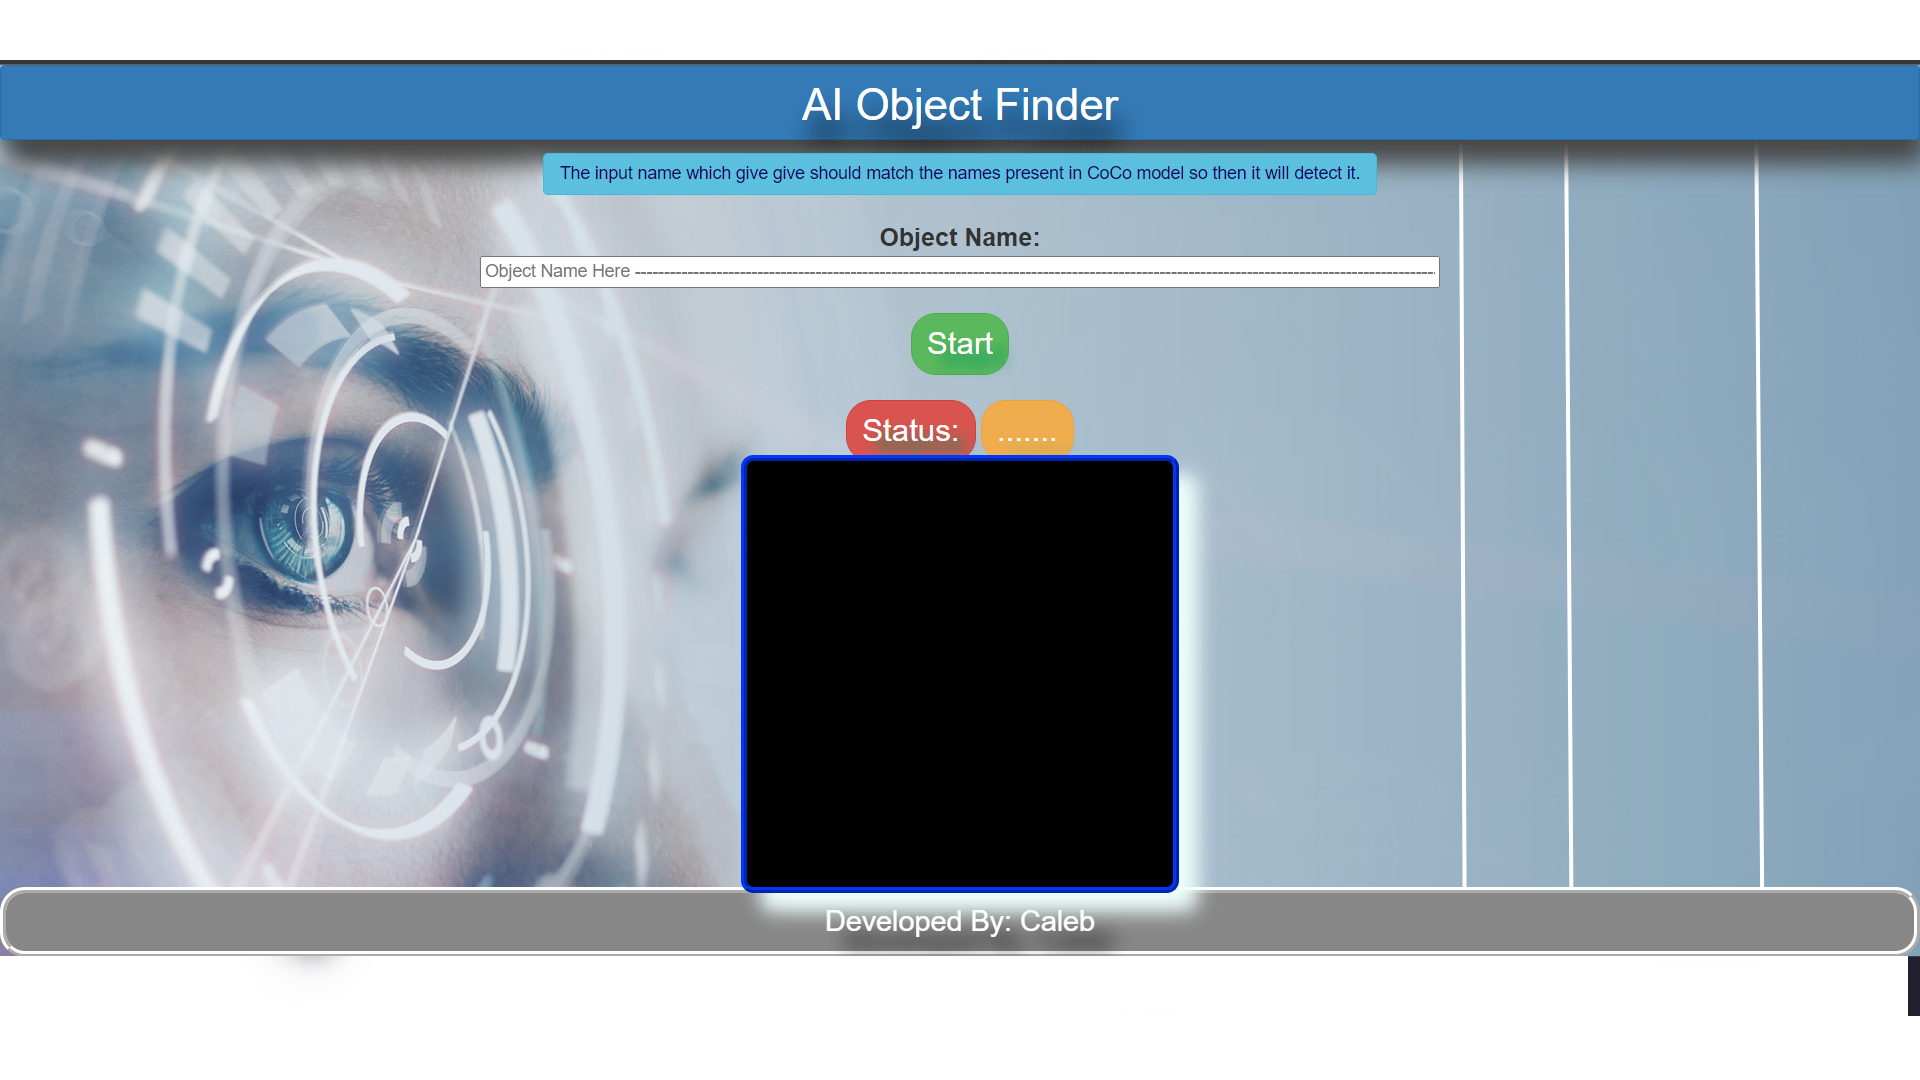 AI Object Finder
The input name which give give should match the names present in CoCo model so then it will detect it.
Object Name:
Object Name Here ------------------------------------------------------------------------------------------------------------------------------------------------
Start
Status: .......
Developed By: Caleb